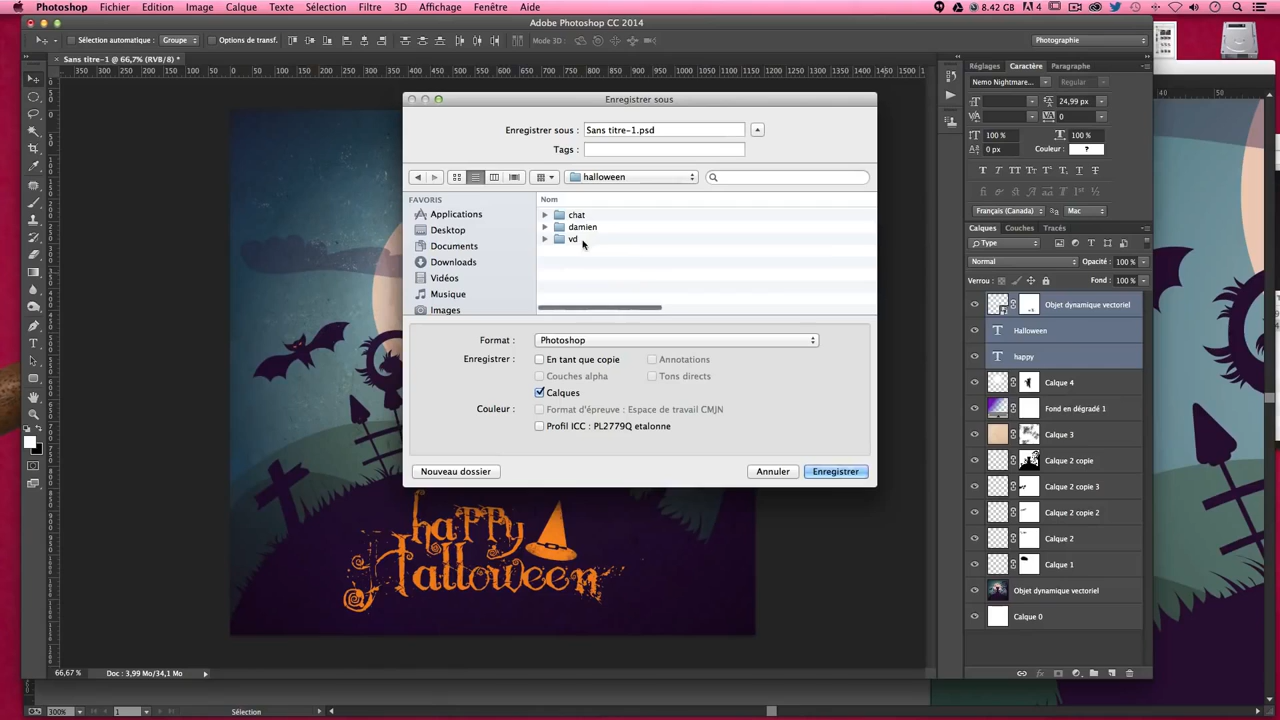 Photoshop Fichier Edition Image Calque Texte Sélection Filtre 3D Affichage Fenêtre Aide 8.42 GB 4
Adobe Photoshop CC 2014
Sélection automatique : Groupe Options de transf. Mode 3D : Photographie
Sans titre-1 @ 66,7% (RVB/8) *
Enregistrer sous
Enregistrer sous : Sans titre-1.psd
Tags :
halloween
FAVORIS
Applications
Desktop
Documents
Downloads
Vidéos
Musique
Images
Nom
chat
damien
vd
Format : Photoshop
Enregistrer : En tant que copie Annotations
Couches alpha Tons directs
Calques
Couleur : Format d'épreuve : Espace de travail CMJN
Profil ICC : PL2779Q etalonne
Nouveau dossier Annuler Enregistrer
happy
Halloween
Réglages Caractère Paragraphe
Nemo Nightmare... Regular
24,99 px
0
100 % 100 %
0 px Couleur : ?
Français (Canada) Mac
Calques Couches Tracés
Type
Normal Opacité : 100 %
Verrou : Fond : 100 %
Objet dynamique vectoriel
Halloween
happy
Calque 4
Fond en dégradé 1
Calque 3
Calque 2 copie
Calque 2 copie 3
Calque 2 copie 2
Calque 2
Calque 1
Objet dynamique vectoriel
Calque 0
66,67 % Doc : 3,99 Mo/34,1 Mo
300% 1 Sélection